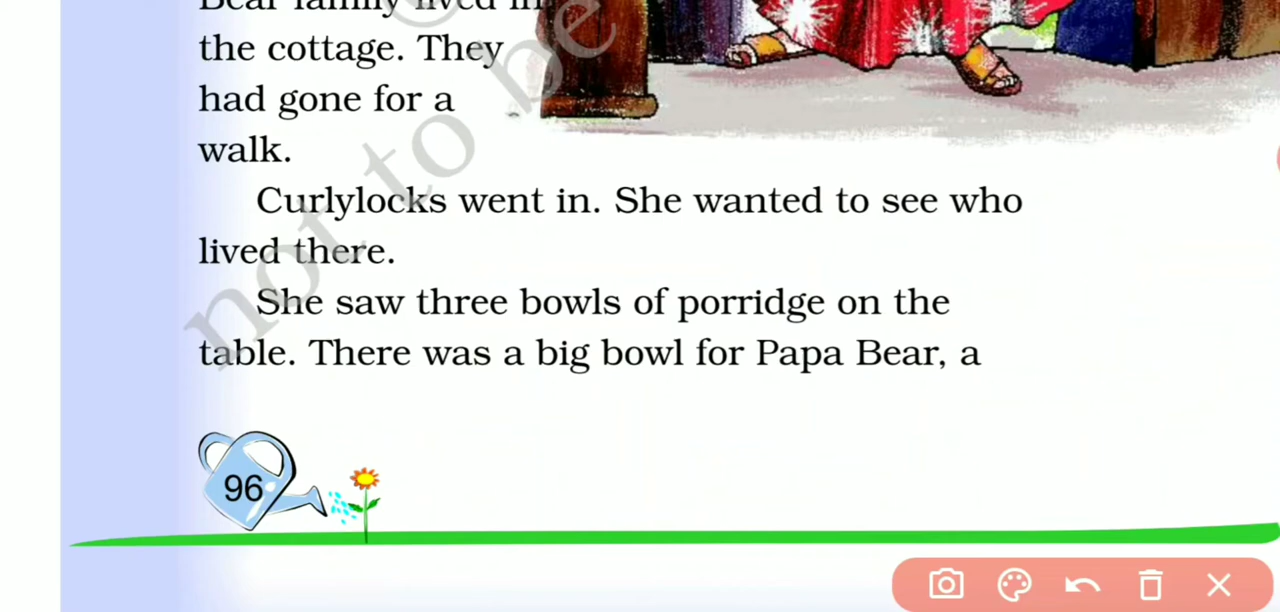 Bear family lived in
the cottage. They
had gone for a
walk.
Curlylocks went in. She wanted to see who
lived there.
She saw three bowls of porridge on the
table. There was a big bowl for Papa Bear, a
96
not to be